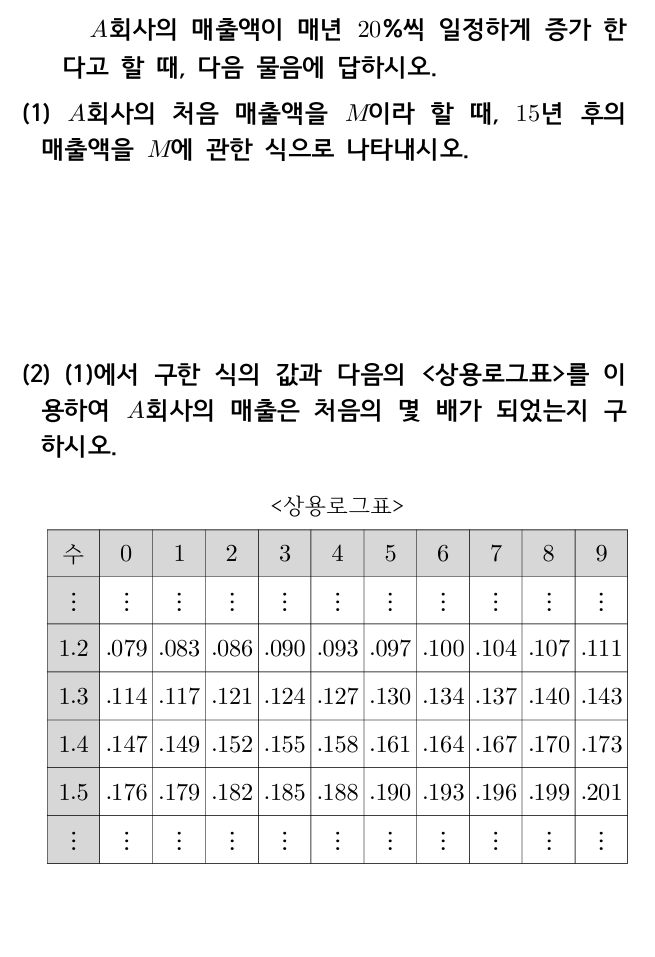 A회사의 매출액이 매년 20%씩 일정하게 증가 한
다고 할 때, 다음 물음에 답하시오.
(1) A회사의 처음 매출액을 M이라 할 때, 15년 후의
매출액을 M에 관한 식으로 나타내시오.
(2) (1)에서 구한 식의 값과 다음의 <상용로그표>를 이
용하여 A회사의 매출은 처음의 몇 배가 되었는지 구
하시오.
<상용로그표>
수 0 1 2 3 4 5 6 7 8 9
⋮ ⋮ ⋮ ⋮ ⋮ ⋮ ⋮ ⋮ ⋮ ⋮ ⋮
1.2 .079 .083 .086 .090 .093 .097 .100 .104 .107 .111
1.3 .114 .117 .121 .124 .127 .130 .134 .137 .140 .143
1.4 .147 .149 .152 .155 .158 .161 .164 .167 .170 .173
1.5 .176 .179 .182 .185 .188 .190 .193 .196 .199 .201
⋮ ⋮ ⋮ ⋮ ⋮ ⋮ ⋮ ⋮ ⋮ ⋮ ⋮